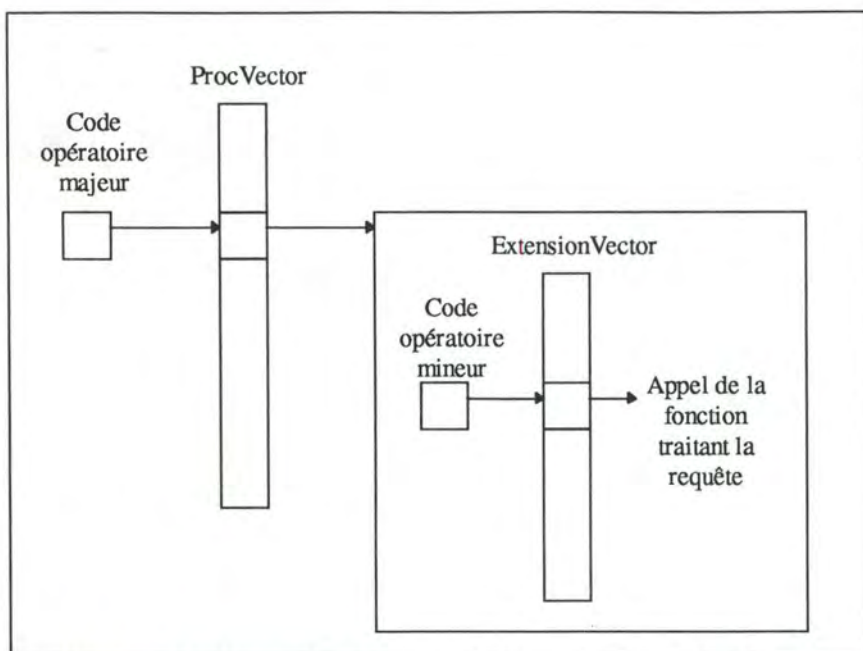 ProcVector
Code
opératoire
majeur
ExtensionVector
Code
opératoire
mineur
Appel de la
fonction
traitant la
requête